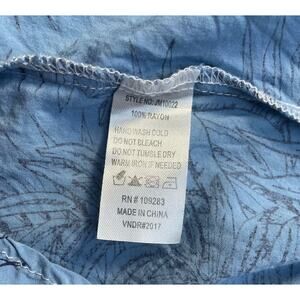 STYLE NO: JM10022
100% RAYON
HAND WASH COLD
DO NOT BLEACH
DO NOT TUMBLE DRY
WARM IRON IF NEEDED
RN # 109283
MADE IN CHINA
VNDR#2017